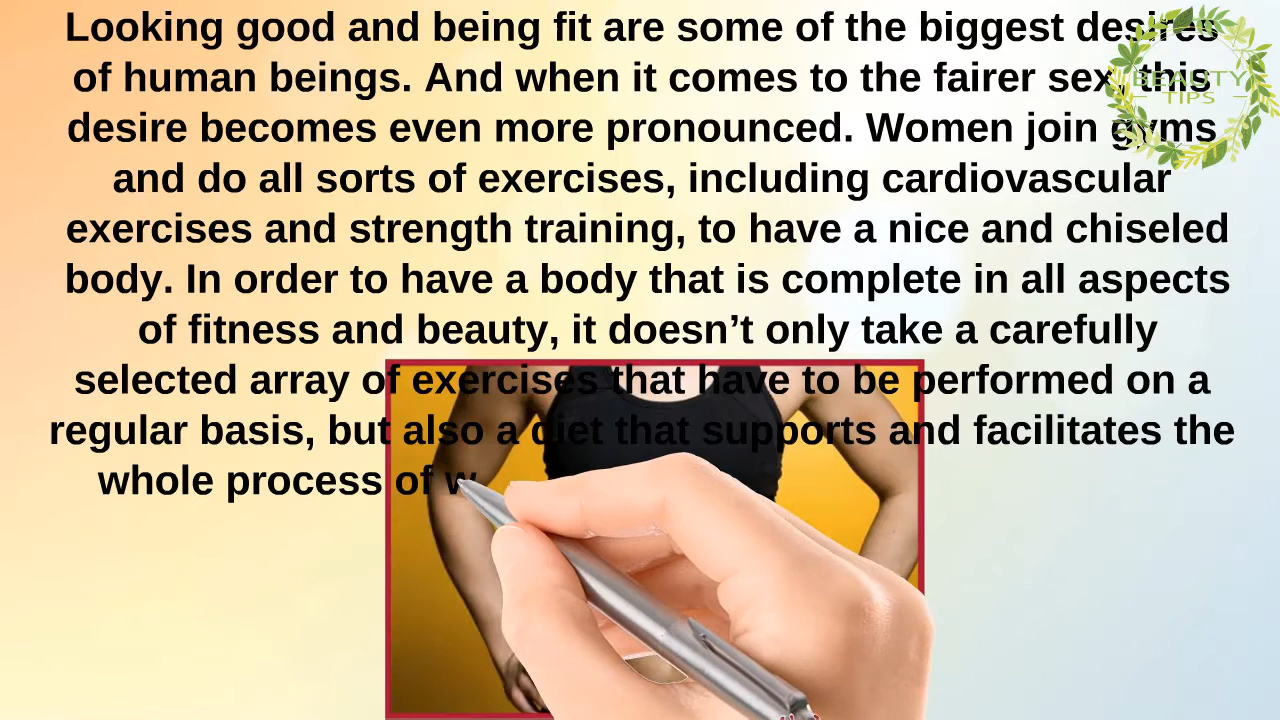 Looking good and being fit are some of the biggest desires
of human beings. And when it comes to the fairer sex, this
desire becomes even more pronounced. Women join gyms
and do all sorts of exercises, including cardiovascular
exercises and strength training, to have a nice and chiseled
body. In order to have a body that is complete in all aspects
of fitness and beauty, it doesn’t only take a carefully
selected array of exercises that have to be performed on a
regular basis, but also a diet that supports and facilitates the
whole process of w
BEAUTY
TIPS